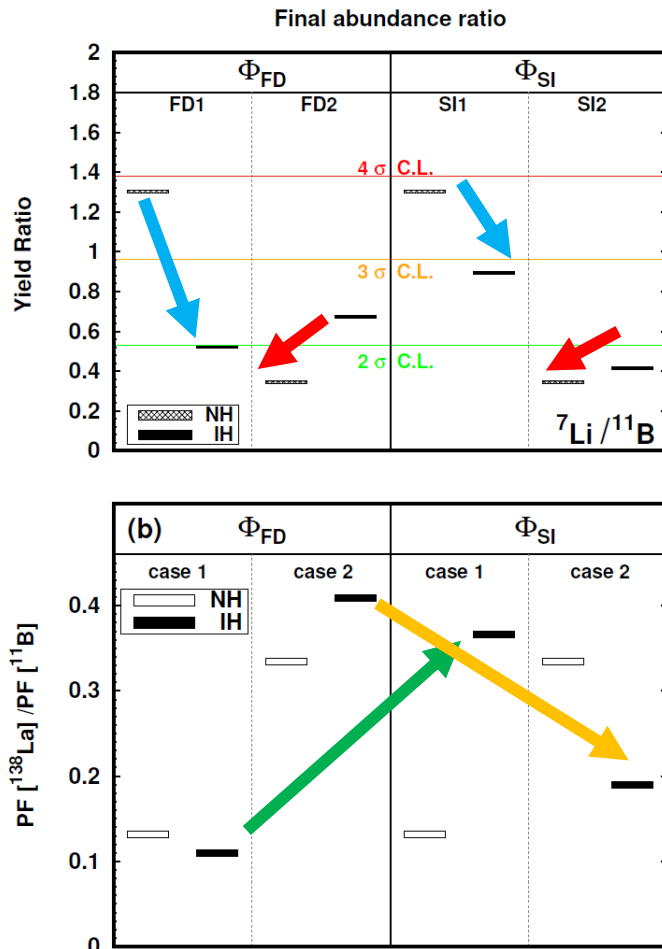 Final abundance ratio
Φ_FD Φ_SI
FD1 FD2 SI1 SI2
2
1.8
1.6
1.4
1.2
1
0.8
0.6
0.4
0.2
0
Yield Ratio
4 σ C.L.
3 σ C.L.
2 σ C.L.
NH
IH
⁷Li /¹¹B
(b) Φ_FD Φ_SI
case 1 case 2 case 1 case 2
NH
IH
0.4
0.3
0.2
0.1
0
PF [¹³⁸La] /PF [¹¹B]